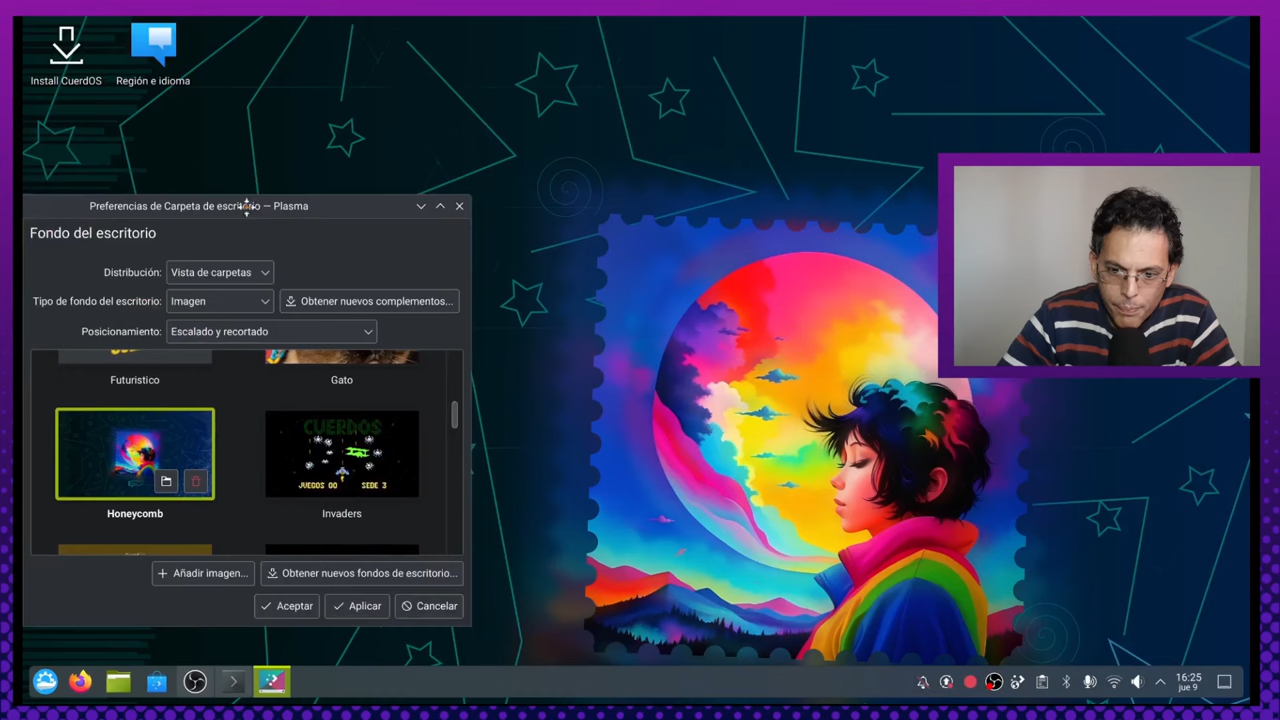 Install CuerdOS
Región e idioma
Preferencias de Carpeta de escritorio — Plasma
Fondo del escritorio
Distribución:
Vista de carpetas
Tipo de fondo del escritorio:
Imagen
Obtener nuevos complementos...
Posicionamiento:
Escalado y recortado
Futuristico
Gato
CUERDOS
JUEGOS 00 SEDE 3
Honeycomb
Invaders
Añadir imagen...
Obtener nuevos fondos de escritorio...
Aceptar
Aplicar
Cancelar
16:25
jue 9